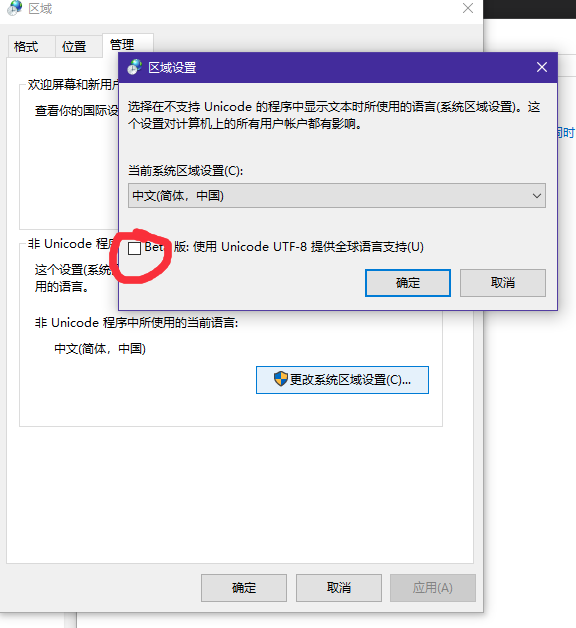 区域
格式
位置
管理
欢迎屏幕和新用户
查看你的国际设
区域设置
选择在不支持 Unicode 的程序中显示文本时所使用的语言(系统区域设置)。这
个设置对计算机上的所有用户帐户都有影响。
当前系统区域设置(C):
中文(简体，中国)
Beta 版: 使用 Unicode UTF-8 提供全球语言支持(U)
确定
取消
同时
非 Unicode 程序
这个设置(系统
用的语言。
非 Unicode 程序中所使用的当前语言:
中文(简体，中国)
更改系统区域设置(C)...
确定
取消
应用(A)